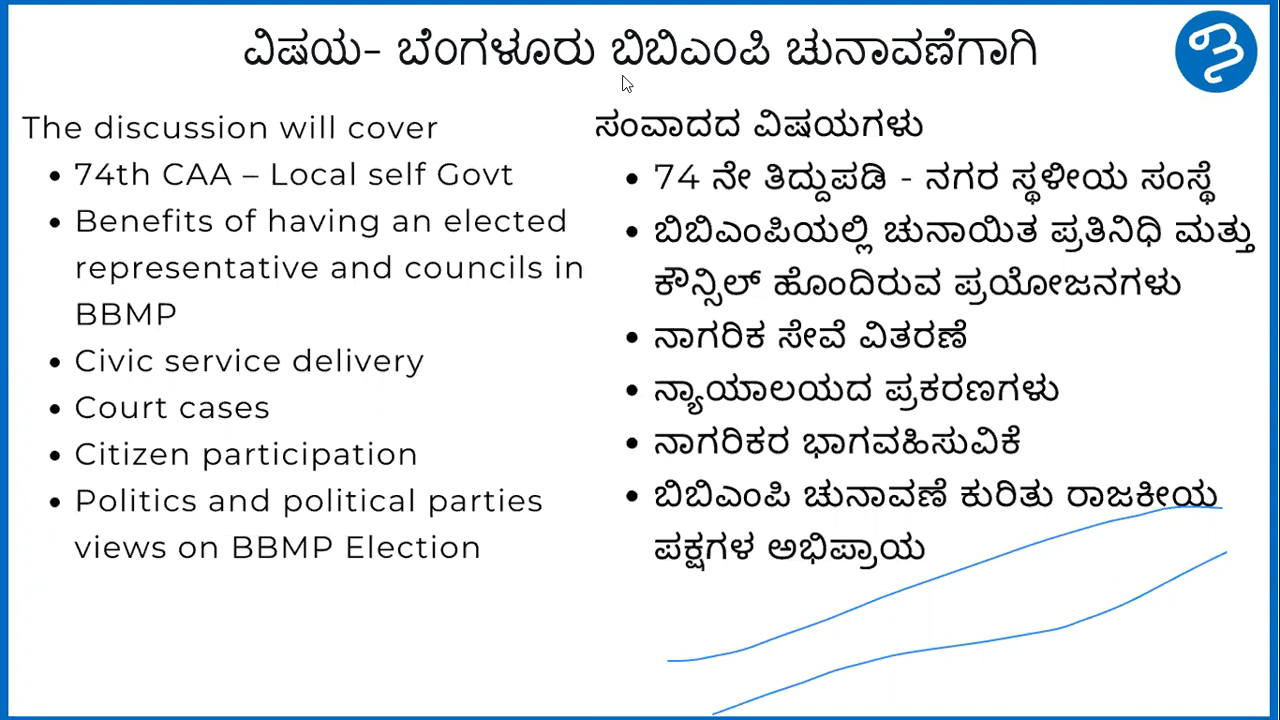 ವಿಷಯ- ಬೆಂಗಳೂರು ಬಿಬಿಎಂಪಿ ಚುನಾವಣೆಗಾಗಿ
The discussion will cover
• 74th CAA – Local self Govt
• Benefits of having an elected
representative and councils in
BBMP
• Civic service delivery
• Court cases
• Citizen participation
• Politics and political parties
views on BBMP Election
ಸಂವಾದದ ವಿಷಯಗಳು
• 74 ನೇ ತಿದ್ದುಪಡಿ - ನಗರ ಸ್ಥಳೀಯ ಸಂಸ್ಥೆ
• ಬಿಬಿಎಂಪಿಯಲ್ಲಿ ಚುನಾಯಿತ ಪ್ರತಿನಿಧಿ ಮತ್ತು
ಕೌನ್ಸಿಲ್ ಹೊಂದಿರುವ ಪ್ರಯೋಜನಗಳು
• ನಾಗರಿಕ ಸೇವೆ ವಿತರಣೆ
• ನ್ಯಾಯಾಲಯದ ಪ್ರಕರಣಗಳು
• ನಾಗರಿಕರ ಭಾಗವಹಿಸುವಿಕೆ
• ಬಿಬಿಎಂಪಿ ಚುನಾವಣೆ ಕುರಿತು ರಾಜಕೀಯ
ಪಕ್ಷಗಳ ಅಭಿಪ್ರಾಯ